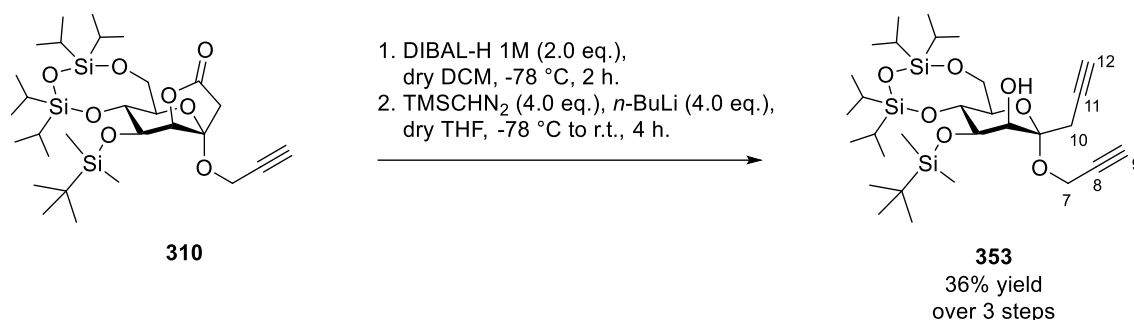 O
Si
O
O
O
Si
O
O
O
O
Si
O
310
1. DIBAL-H 1M (2.0 eq.),
dry DCM, -78 °C, 2 h.
2. TMSCHN₂ (4.0 eq.), n-BuLi (4.0 eq.),
dry THF, -78 °C to r.t., 4 h.
12
Si
O
OH
O
11
Si
O
O
10
O
9
Si
O
8
7
353
36% yield
over 3 steps